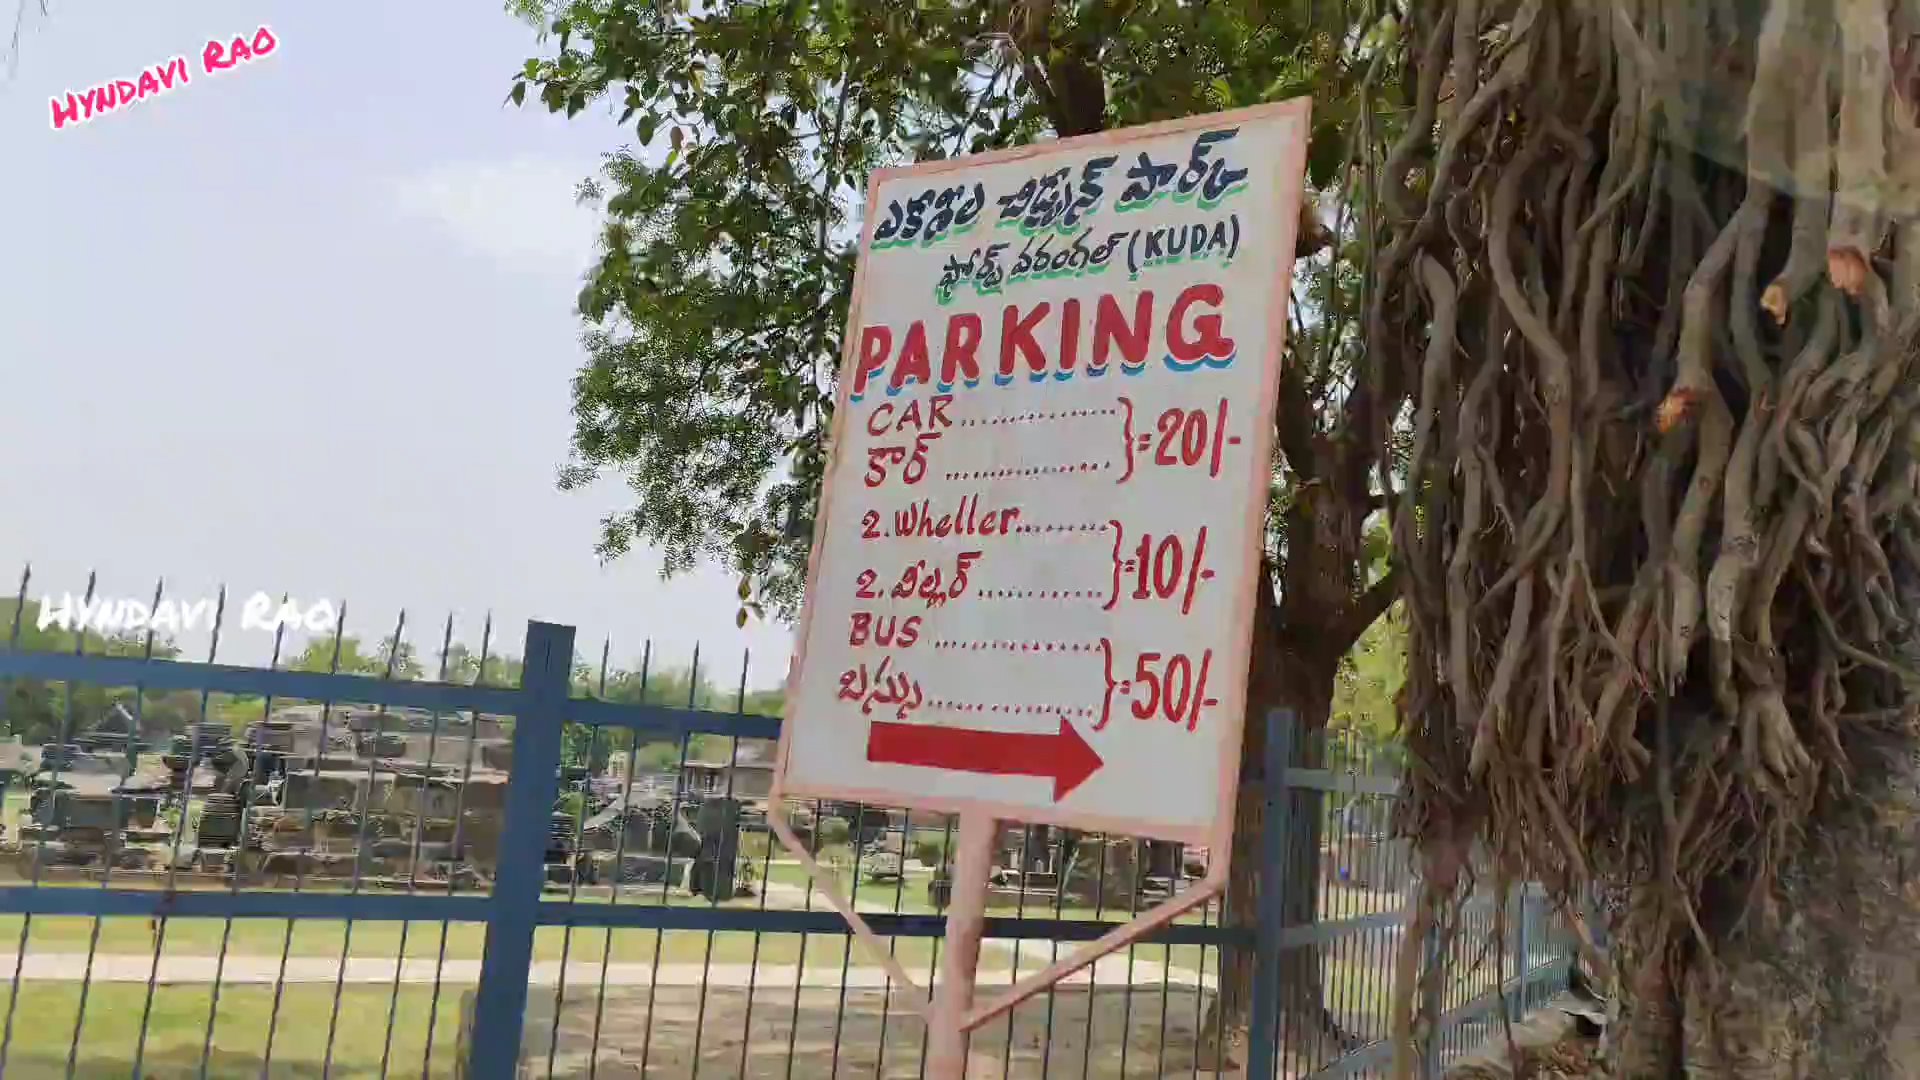 Hyndavi Rao
ఎకశిల చిల్డ్రన్ పార్క్
ఫోర్ట్ వరంగల్ (KUDA)
PARKING
CAR .................. } = 20/-
కార్ ..................
2. Wheller......... } = 10/-
2. వీల్లర్ .............
BUS .................. } = 50/-
బస్సు..................
Hyndavi Rao